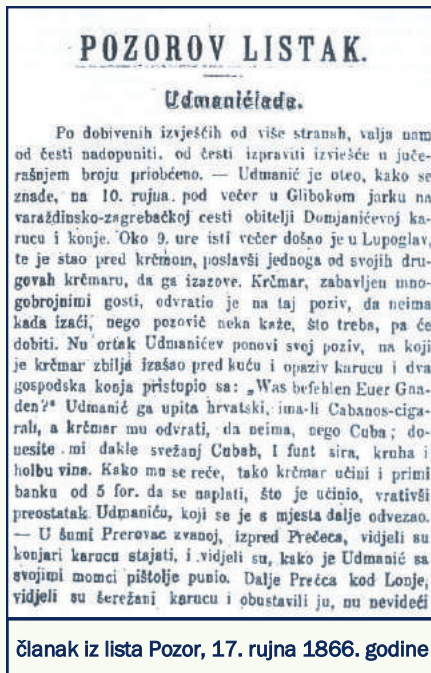 POZOROV LISTAK.
Udmanićiada.
Po dobivenih izvješćih od više stranah, valja nam
od česti nadopuniti, od česti izpraviti izviešće u juče-
rašnjem broju priobćeno. — Udmanić je oteo, kako se
znade, na 10. rujna pod večer u Glibokom jarku na
varaždinsko-zagrebačkoj cesti obitelji Domjanićevoj ka-
rucu i konje. Oko 9. ure isti večer došao je u Lupoglav,
te je stao pred krčmom, poslavši jednoga od svojih dru-
govah krčmaru, da ga izazove. Krčmar, zabavljen mno-
gobrojnimi gosti, odvratio je na taj poziv, da neima
kada izaći, nego pozovič neka kaže, što treba, pa će
dobiti. No ortak Udmanićev ponovi svoj poziv, na koji
je krčmar zbilja izašao pred kuću i opaziv karucu i dva
gospodska konja pristupio sa: „Was befehlen Euer Gna-
den?" Udmanić ga upita hrvatski, ima-li Cabanos-ciga-
rah, a krčmar mu odvrati, da neima, nego Cuba; do-
nesite mi dakle svežanj Cubah, 1 funt sira, kruha i
holbu vina. Kako mu se reče, tako krčmar učini i primi
banku od 5 for. da se naplati, što je učinio, vrativši
preostatak Udmaniću, koji se je s mjesta dalje odvezao.
— U šumi Prerovac zvanoj, izpred Prečeca, vidjeli su
konjari karucu stajati, i vidjeli su, kako je Udmanić sa
svojimi momci pištolje punio. Dalje Prečca kod Lonje,
vidjeli su šerežani karucu i obustavili ju, nu nevideći
članak iz lista Pozor, 17. rujna 1866. godine